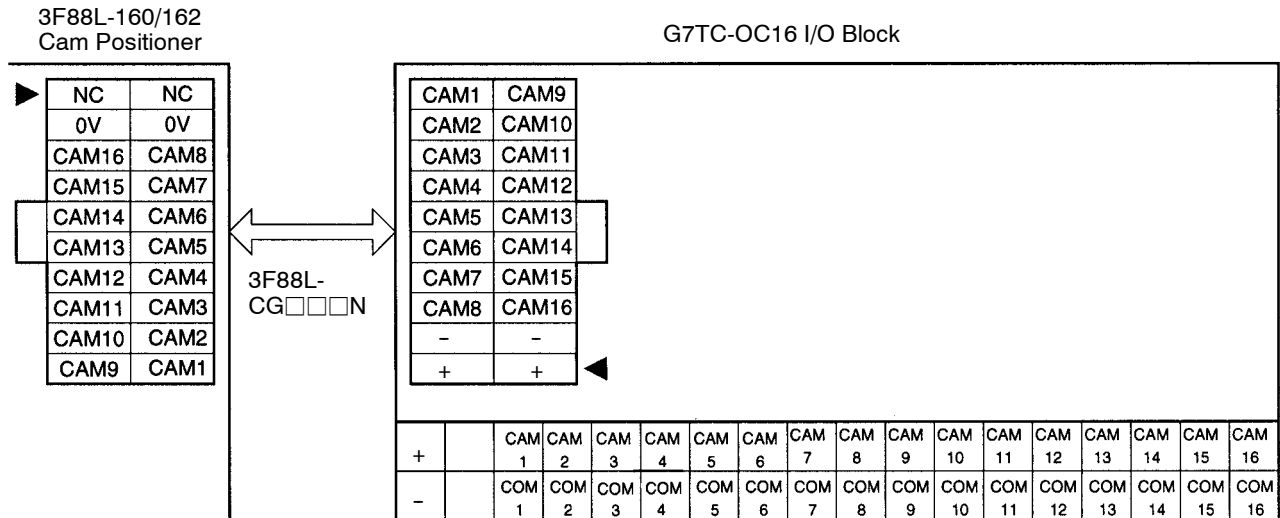 3F88L-160/162
Cam Positioner
G7TC-OC16 I/O Block
NC NC
0V 0V
CAM16 CAM8
CAM15 CAM7
CAM14 CAM6
CAM13 CAM5
CAM12 CAM4
CAM11 CAM3
CAM10 CAM2
CAM9 CAM1
3F88L-
CG□□□N
CAM1 CAM9
CAM2 CAM10
CAM3 CAM11
CAM4 CAM12
CAM5 CAM13
CAM6 CAM14
CAM7 CAM15
CAM8 CAM16
– –
+ +
+ CAM 1 CAM 2 CAM 3 CAM 4 CAM 5 CAM 6 CAM 7 CAM 8 CAM 9 CAM 10 CAM 11 CAM 12 CAM 13 CAM 14 CAM 15 CAM 16
– COM 1 COM 2 COM 3 COM 4 COM 5 COM 6 COM 7 COM 8 COM 9 COM 10 COM 11 COM 12 COM 13 COM 14 COM 15 COM 16